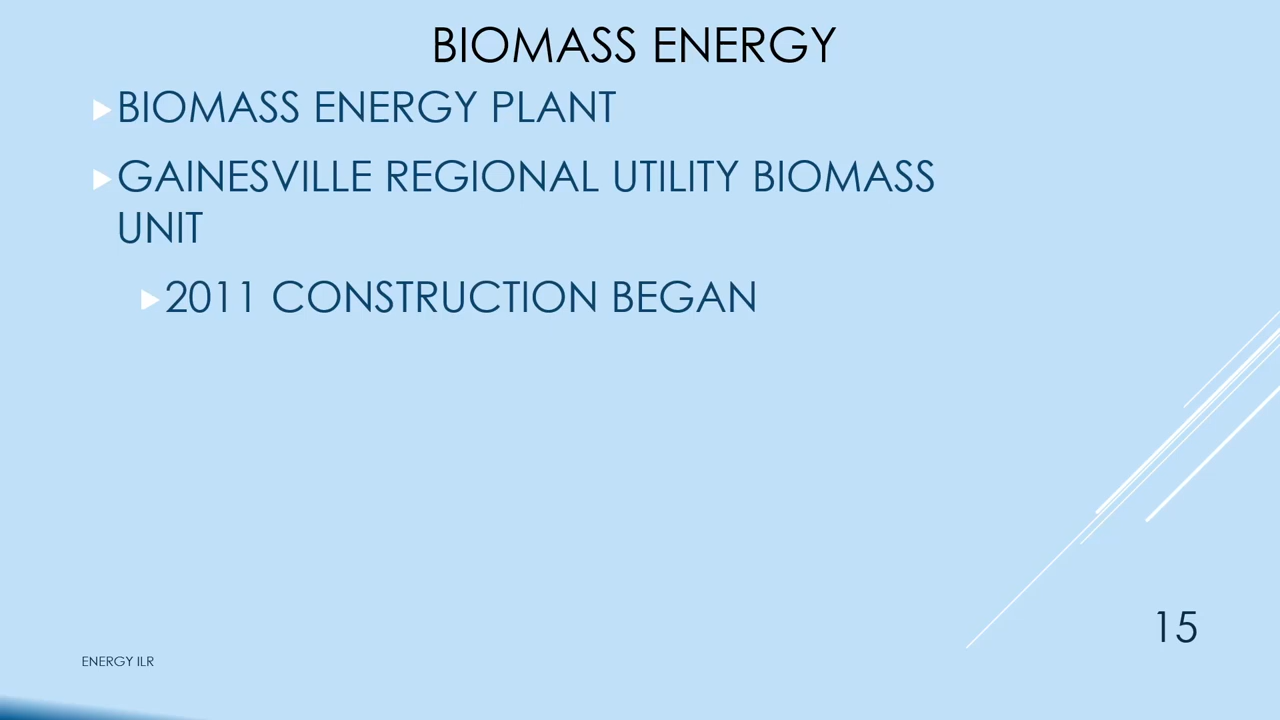 BIOMASS ENERGY
BIOMASS ENERGY PLANT
GAINESVILLE REGIONAL UTILITY BIOMASS
UNIT
2011 CONSTRUCTION BEGAN
15
ENERGY ILR